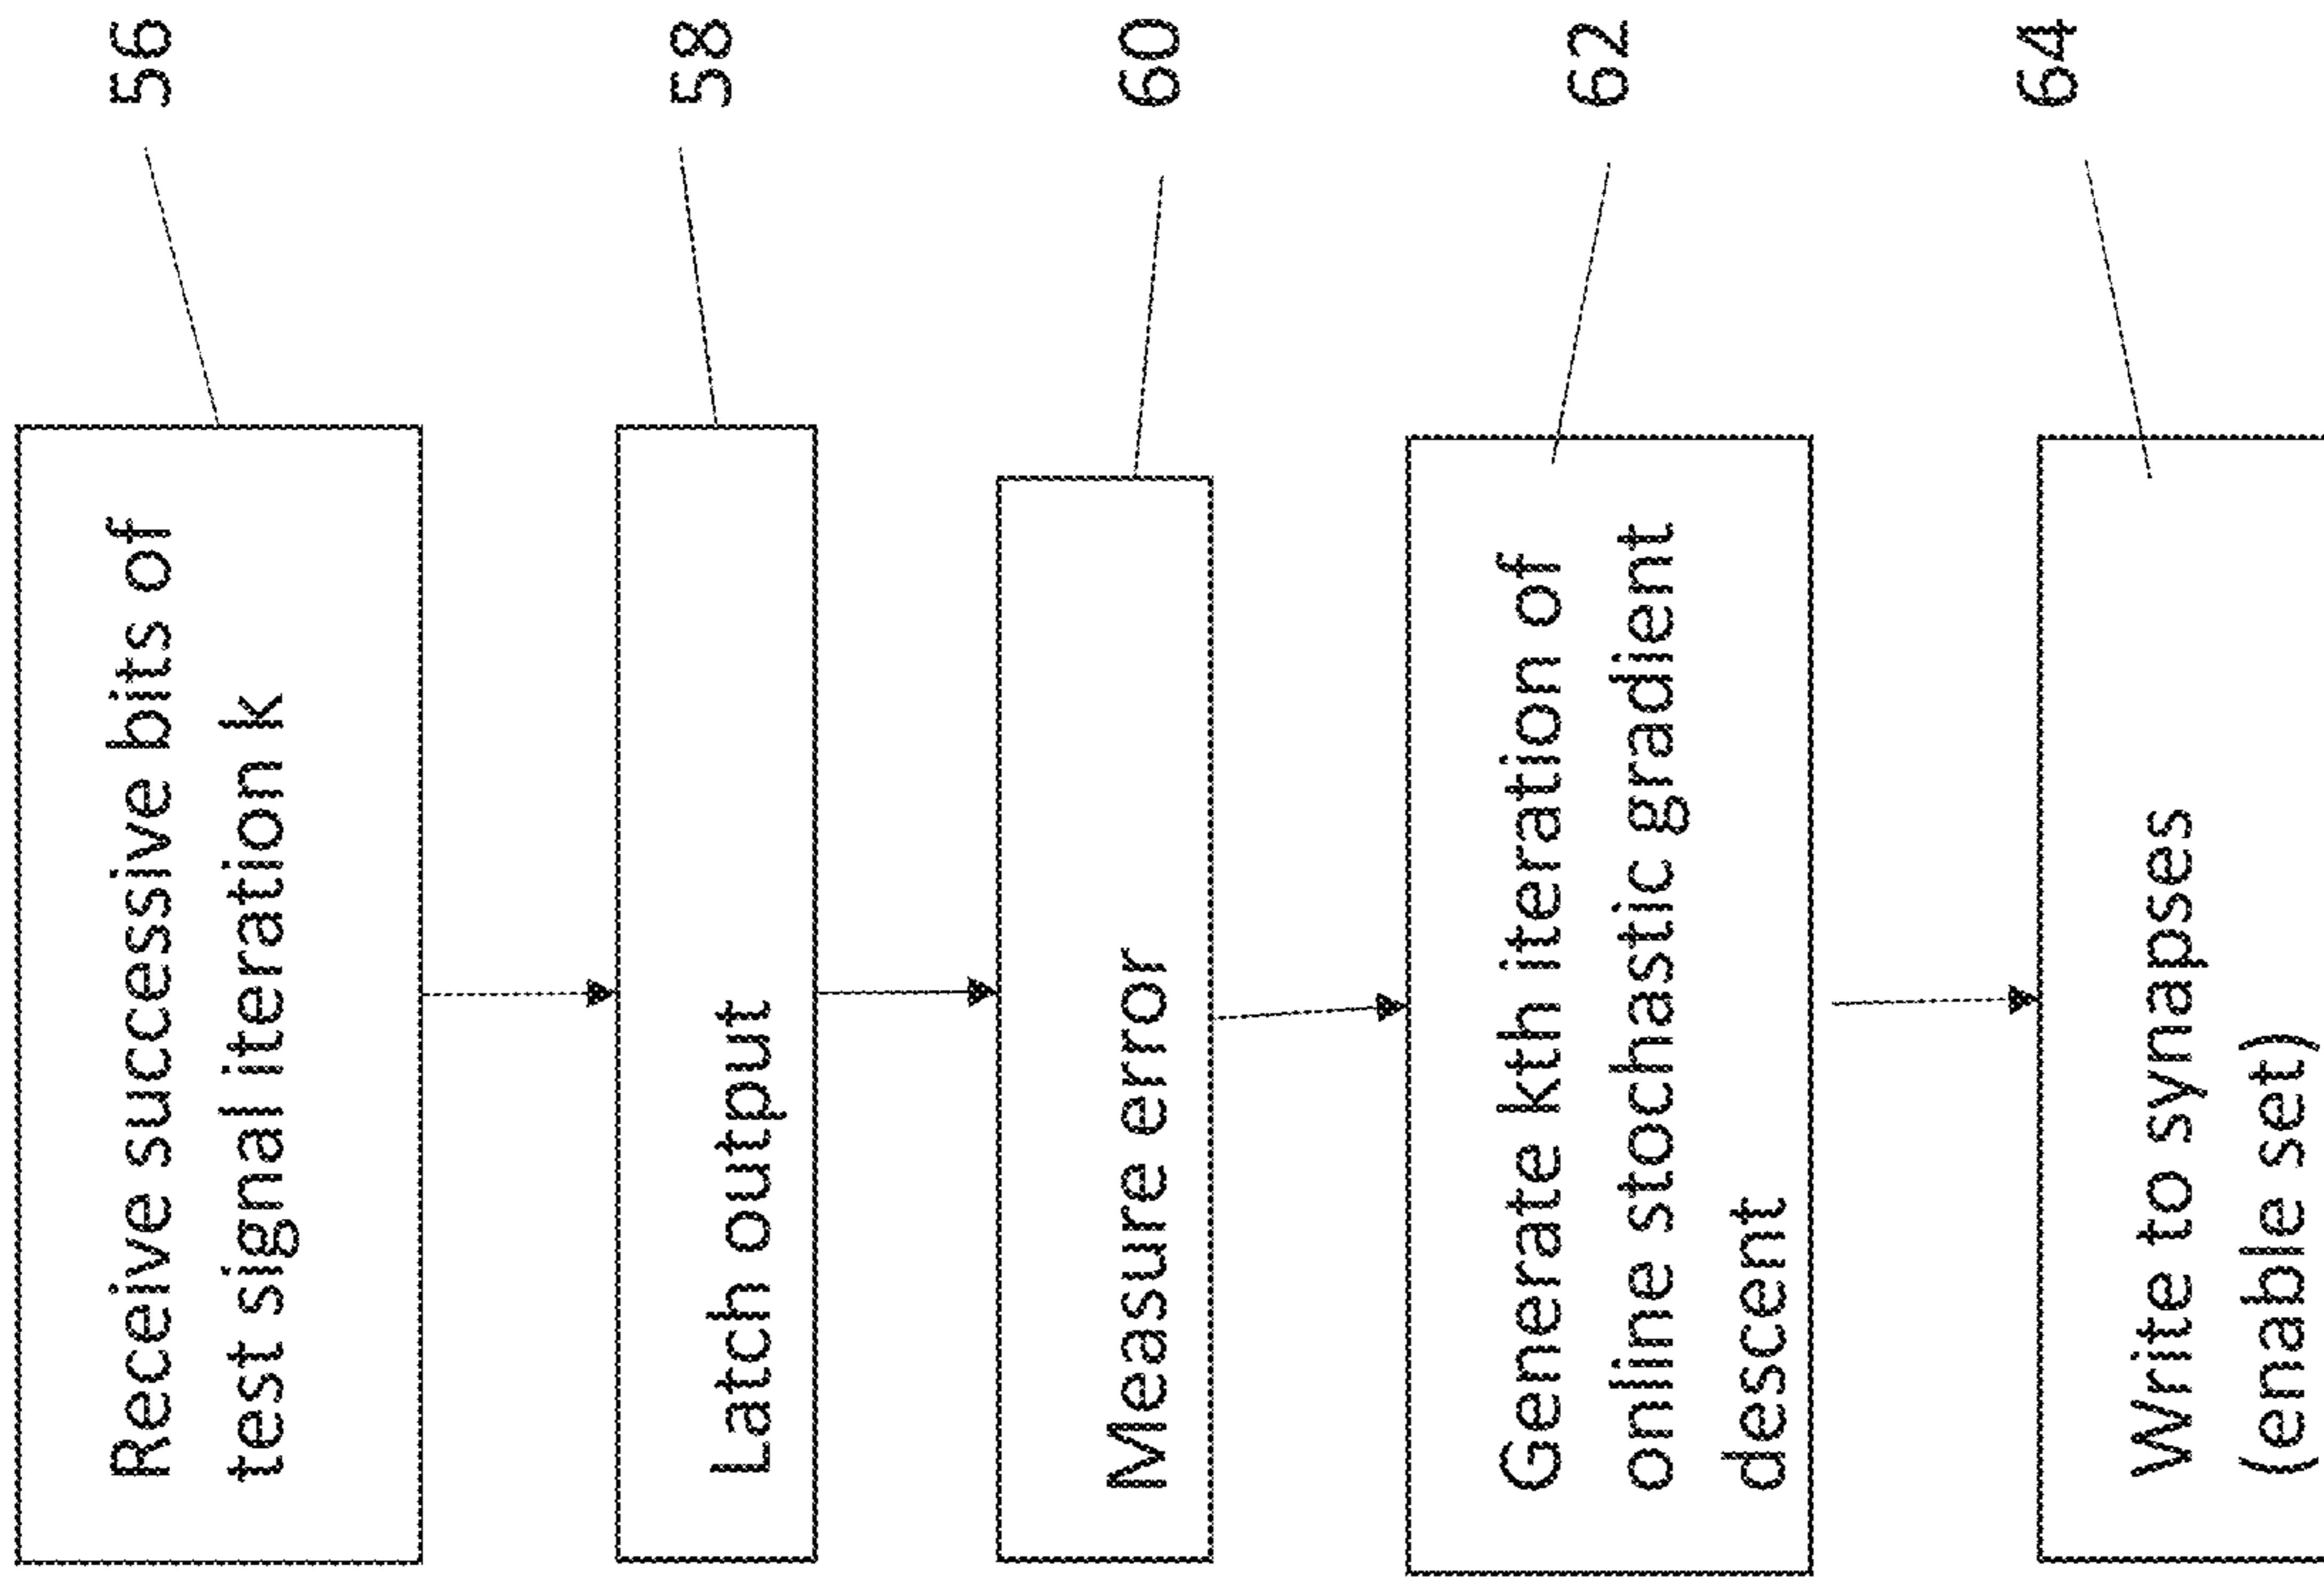 Receive successive bits of
test signal iteration k
56
Latch output
58
Measure error
60
Generate kth iteration of
online stochastic gradient
descent
62
Write to synapses
(enable set)
64